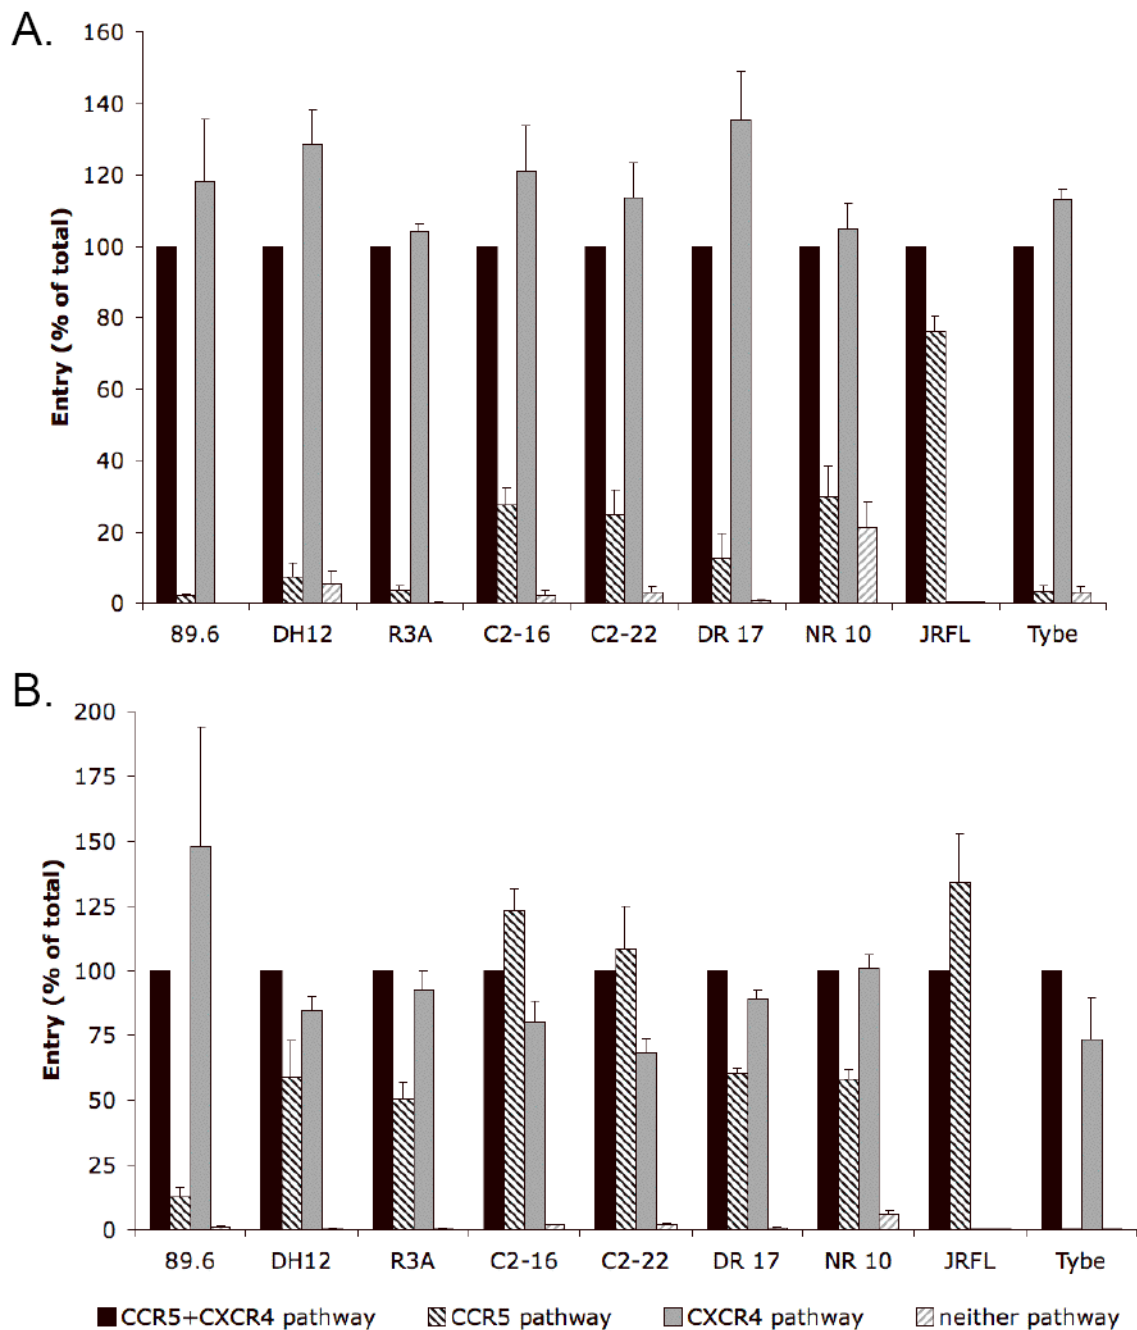 A.
160
140
120
100
80
60
40
20
0
Entry (% of total)
89.6 DH12 R3A C2-16 C2-22 DR 17 NR 10 JRFL Tybe
B.
200
175
150
125
100
75
50
25
0
Entry (% of total)
89.6 DH12 R3A C2-16 C2-22 DR 17 NR 10 JRFL Tybe
CCR5+CXCR4 pathway CCR5 pathway CXCR4 pathway neither pathway